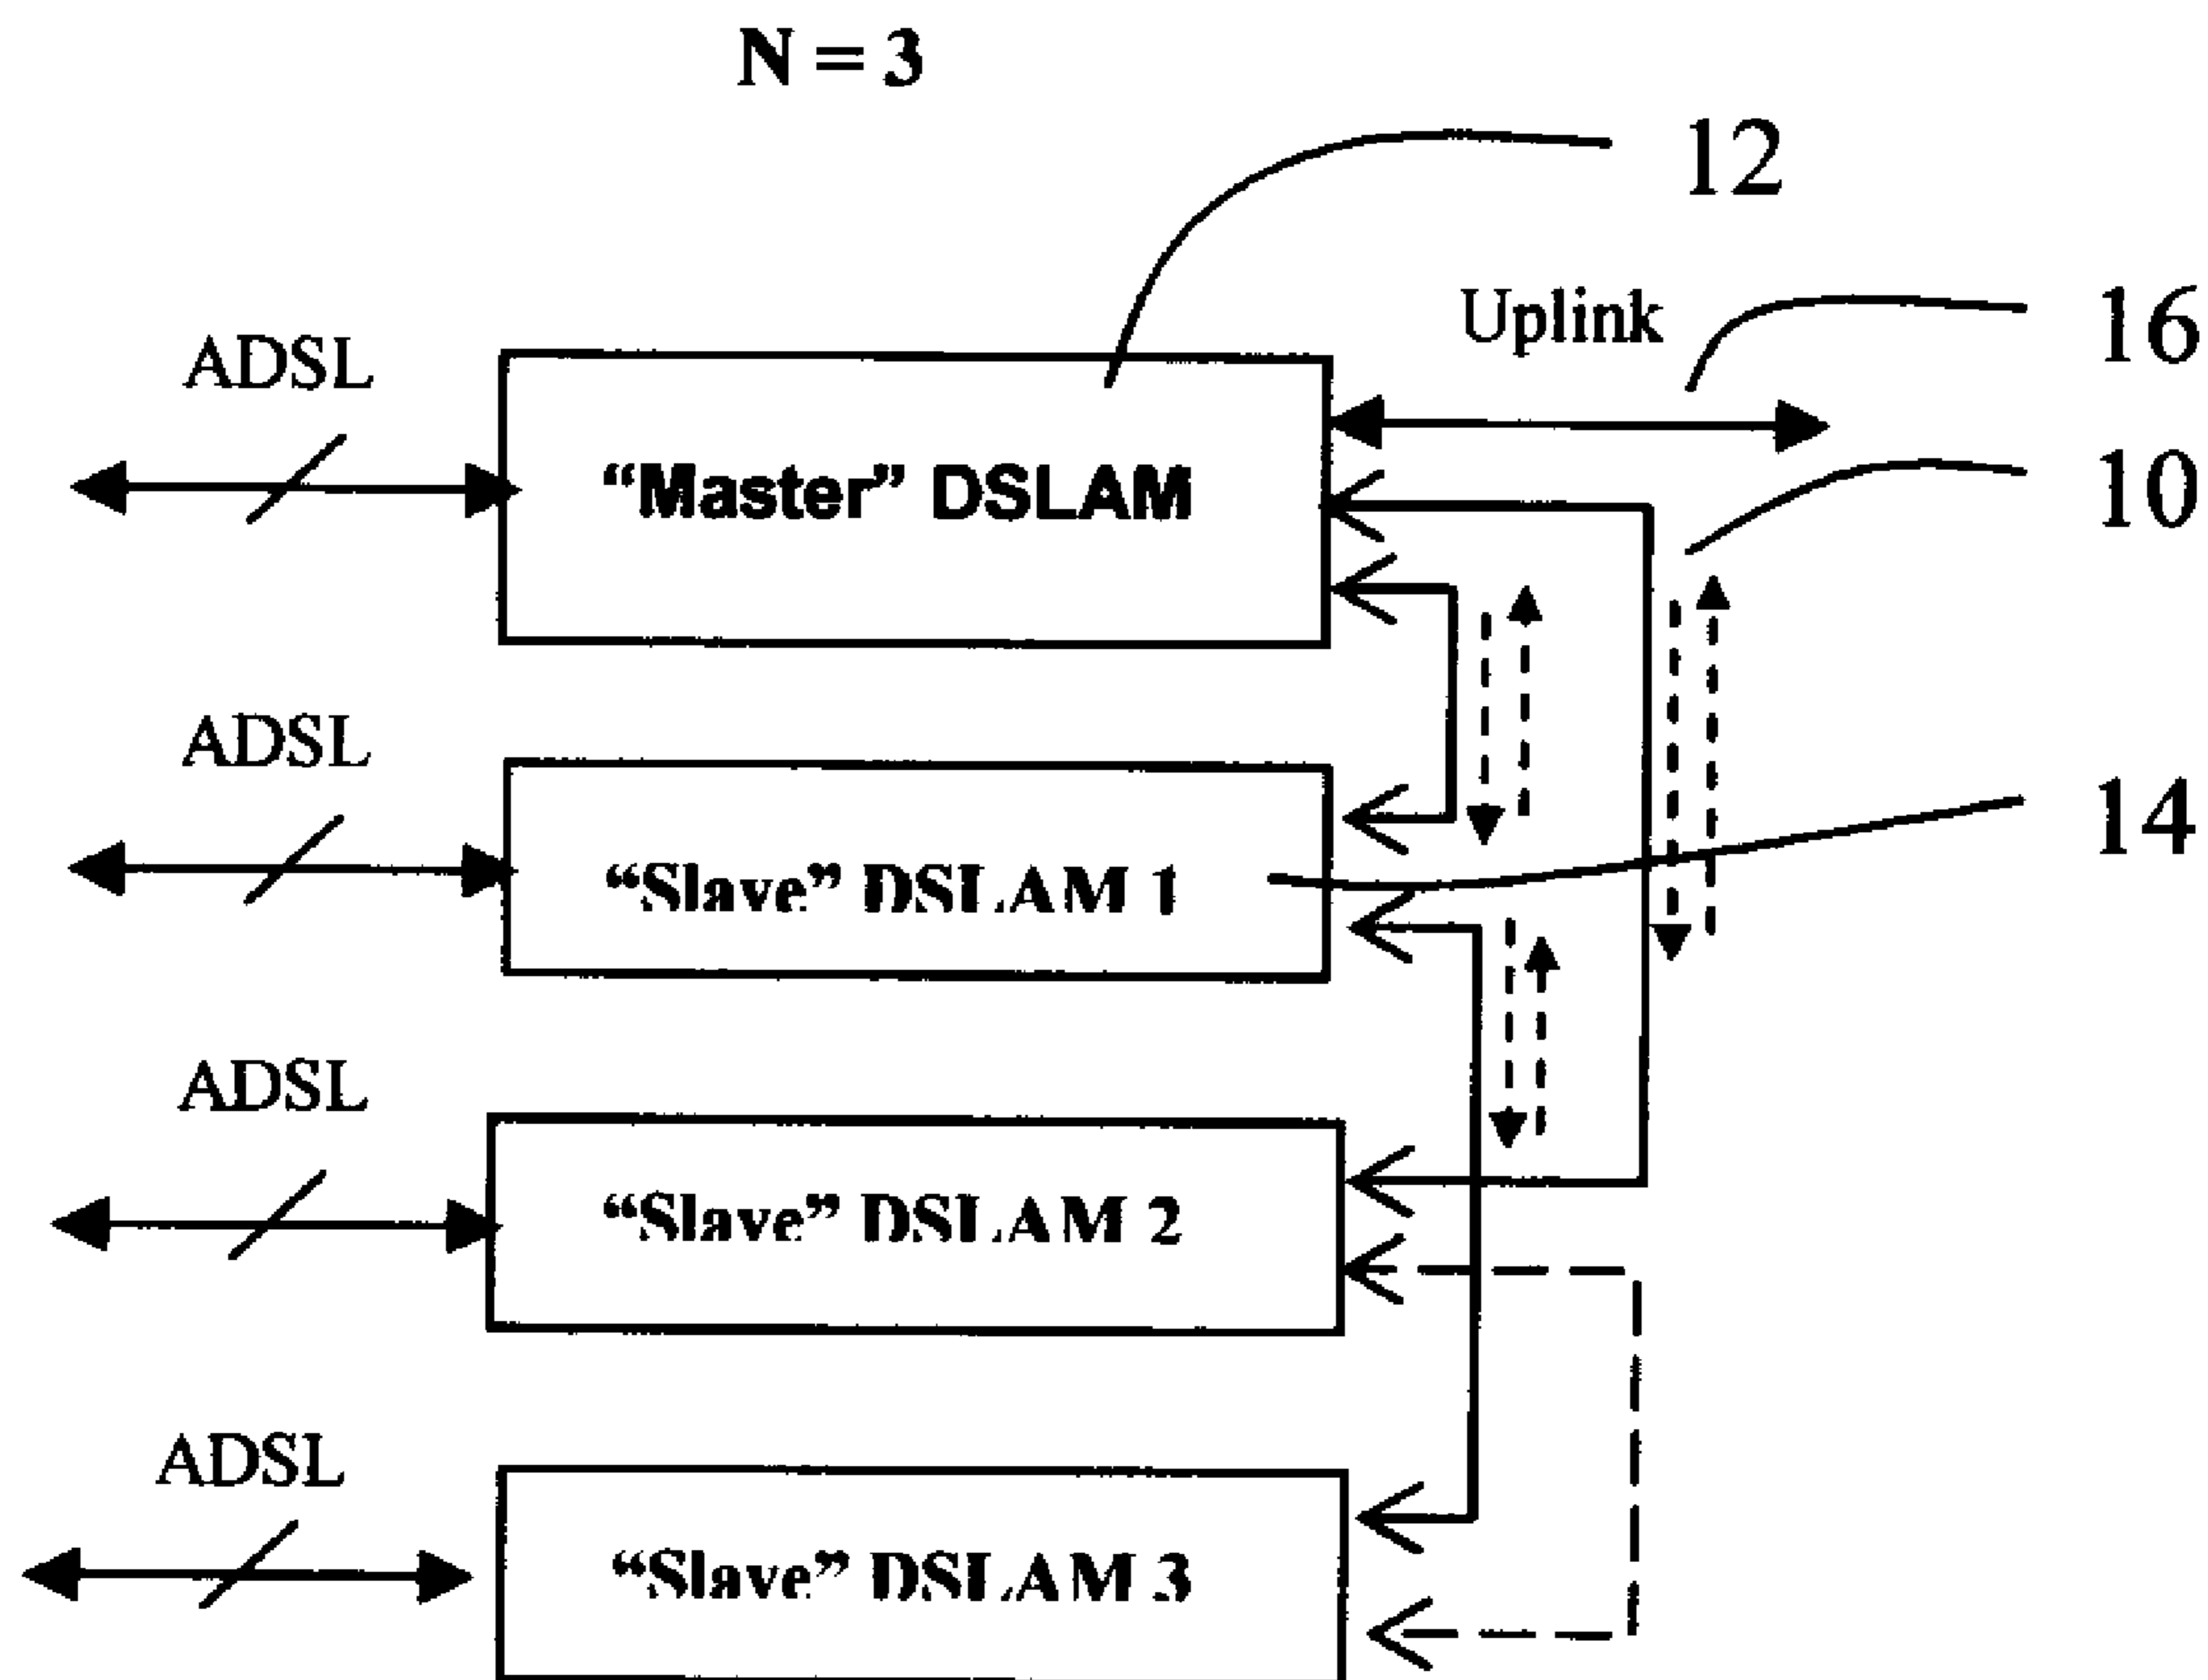 N = 3
12
Uplink
16
ADSL
“Master” DSLAM
10
ADSL
14
“Slave” DSLAM 1
ADSL
“Slave” DSLAM 2
ADSL
“Slave” DSLAM 3